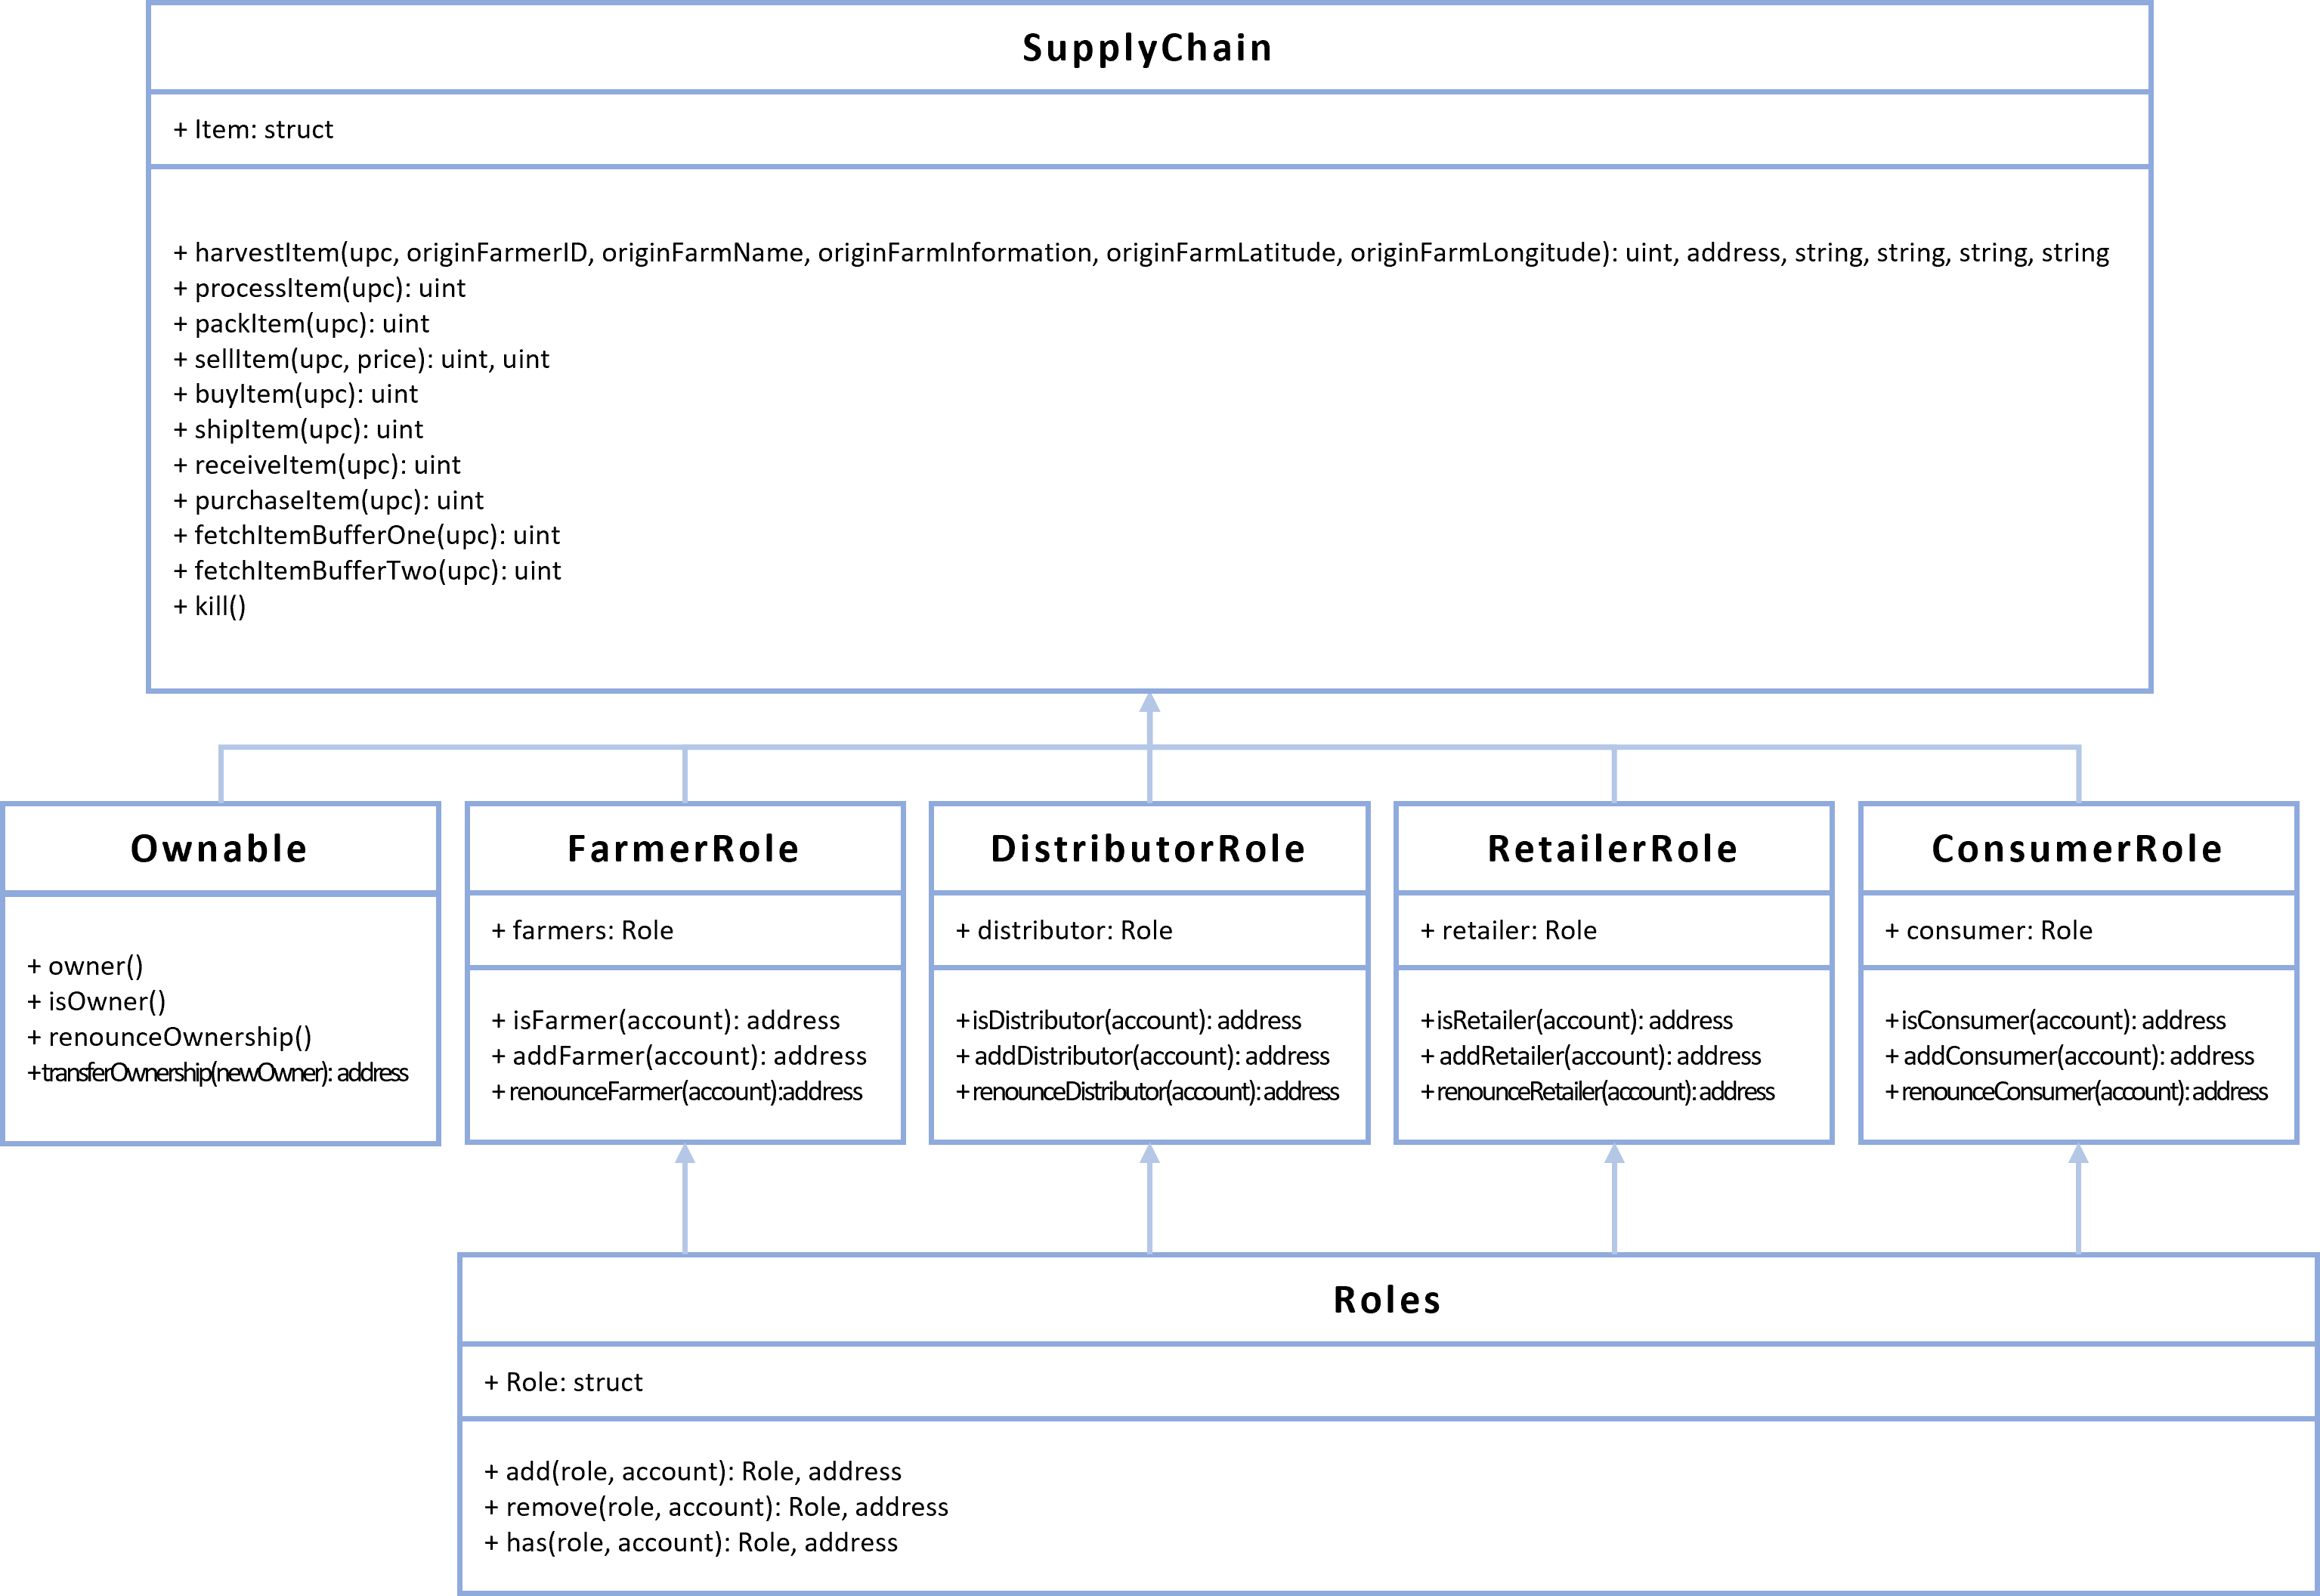 SupplyChain
+ Item: struct
+ harvestItem(upc, originFarmerID, originFarmName, originFarmInformation, originFarmLatitude, originFarmLongitude): uint, address, string, string, string, string
+ processItem(upc): uint
+ packItem(upc): uint
+ sellItem(upc, price): uint, uint
+ buyItem(upc): uint
+ shipItem(upc): uint
+ receiveItem(upc): uint
+ purchaseItem(upc): uint
+ fetchItemBufferOne(upc): uint
+ fetchItemBufferTwo(upc): uint
+ kill()
Ownable
+ owner()
+ isOwner()
+ renounceOwnership()
+transferOwnership(newOwner): address
FarmerRole
+ farmers: Role
+ isFarmer(account): address
+ addFarmer(account): address
+ renounceFarmer(account):address
DistributorRole
+ distributor: Role
+ isDistributor(account): address
+ addDistributor(account): address
+ renounceDistributor(account): address
RetailerRole
+ retailer: Role
+ isRetailer(account): address
+ addRetailer(account): address
+ renounceRetailer(account): address
ConsumerRole
+ consumer: Role
+ isConsumer(account): address
+ addConsumer(account): address
+ renounceConsumer(account): address
Roles
+ Role: struct
+ add(role, account): Role, address
+ remove(role, account): Role, address
+ has(role, account): Role, address